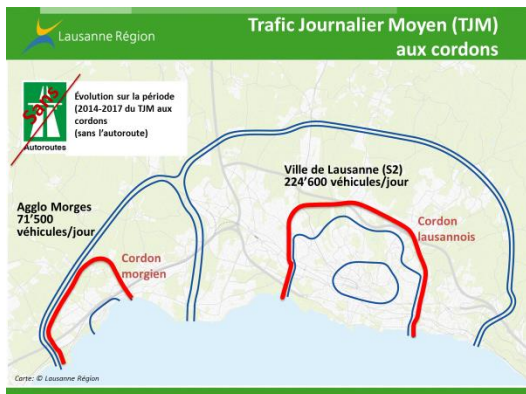 Lausanne Région
Trafic Journalier Moyen (TJM)
aux cordons
Sans
Autoroutes
Évolution sur la période
(2014-2017 du TJM aux
cordons
(sans l'autoroute)
Ville de Lausanne (S2)
224'600 véhicules/jour
Agglo Morges
71'500
véhicules/jour
Cordon
lausannois
Cordon
morgien
Carte: © Lausanne Région